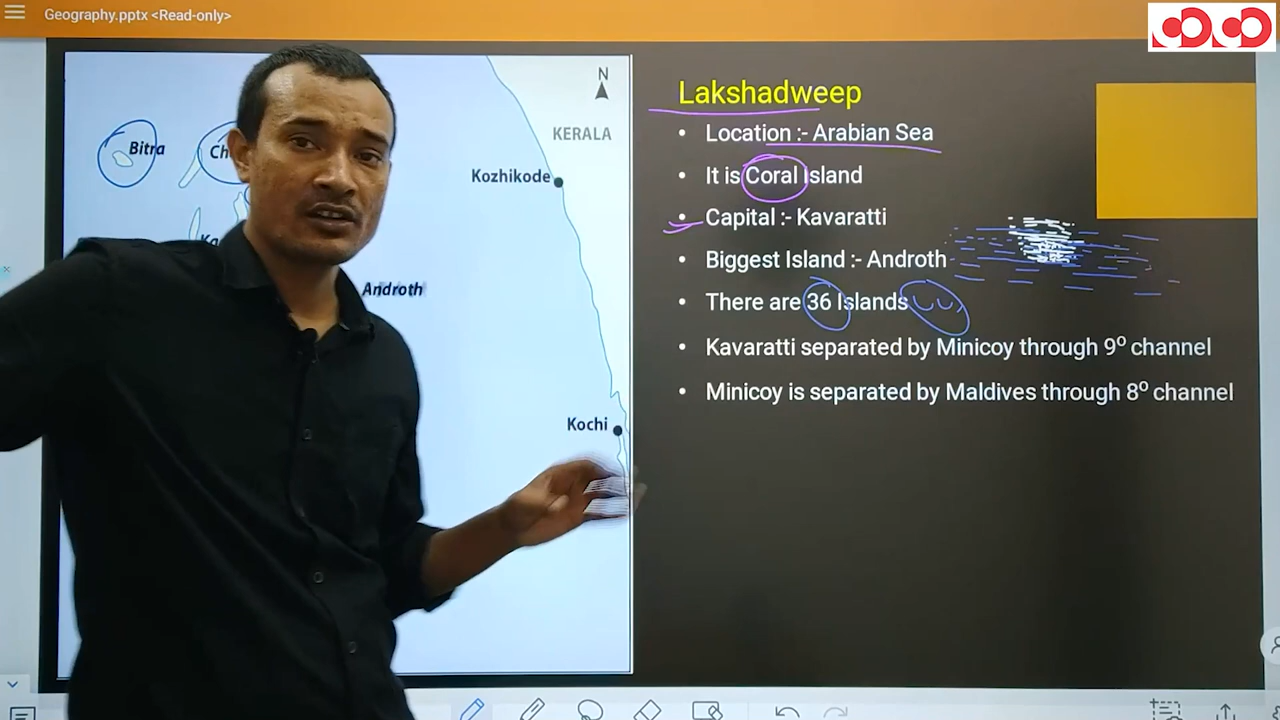 Geography.pptx <Read-only>
N
KERALA
Bitra
Kozhikode
Androth
Kochi
Lakshadweep
• Location :- Arabian Sea
• It is Coral Island
• Capital :- Kavaratti
• Biggest Island :- Androth
• There are 36 Islands
• Kavaratti separated by Minicoy through 9⁰ channel
• Minicoy is separated by Maldives through 8⁰ channel